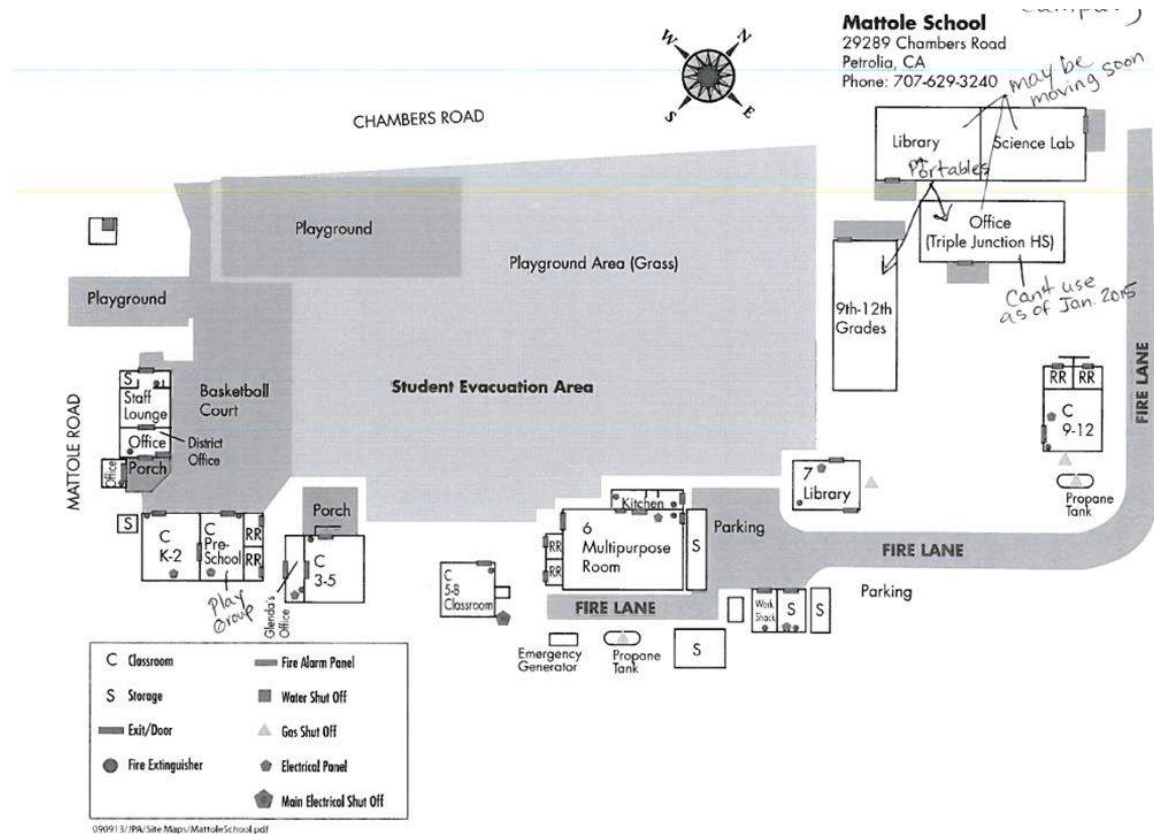 Mattole School
29289 Chambers Road
Petrolia, CA
Phone: 707-629-3240
may be
moving soon
W
N
S
E
CHAMBERS ROAD
Library
Science Lab
Portables
Office
(Triple Junction HS)
Can't use
as of Jan. 2015
9th-12th
Grades
Playground
Playground Area (Grass)
Playground
Student Evacuation Area
Basketball
Court
MATTOLE ROAD
S
Staff
Lounge
Office
District
Office
Office
Porch
FIRE LANE
RR
RR
C
9-12
Propane
Tank
7
Library
Kitchen
Parking
6
Multipurpose
Room
RR
RR
S
FIRE LANE
FIRE LANE
Parking
S
C
K-2
C
Pre-
School
RR
RR
Play
Group
Porch
C
3-5
Glenda's
Office
C
5-8
Classroom
Work
Shack
S
S
Emergency
Generator
Propane
Tank
S
C Classroom
S Storage
Exit/Door
Fire Extinguisher
Fire Alarm Panel
Water Shut Off
Gas Shut Off
Electrical Panel
Main Electrical Shut Off
090913/JPA/Site Maps/MattoleSchool.pdf